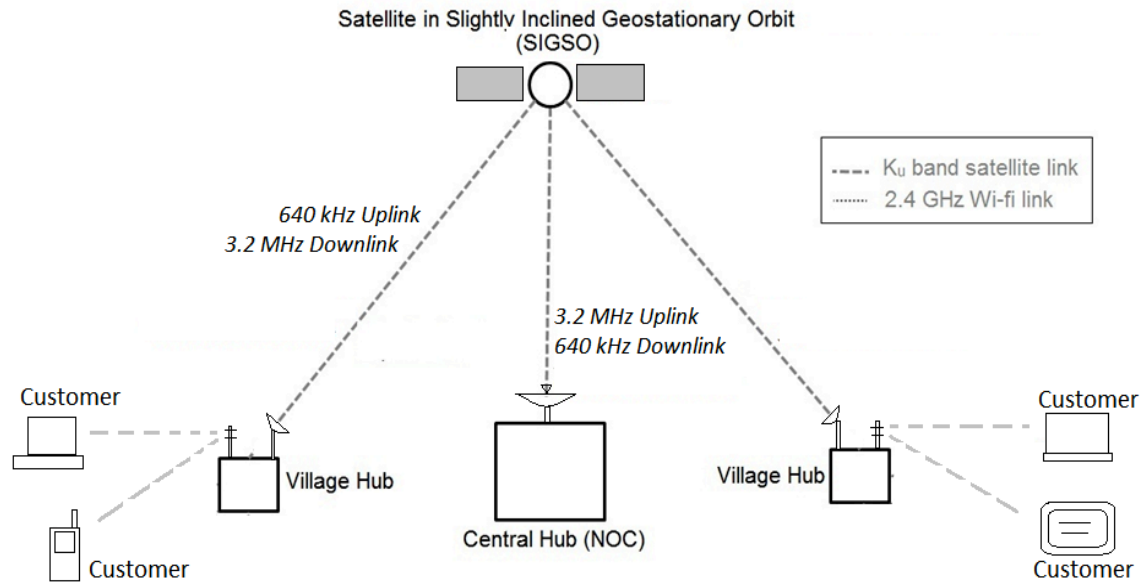 Satellite in Slightly Inclined Geostationary Orbit
(SIGSO)
Ku band satellite link
2.4 GHz Wi-fi link
640 kHz Uplink
3.2 MHz Downlink
3.2 MHz Uplink
640 kHz Downlink
Customer
Customer
Village Hub
Village Hub
Central Hub (NOC)
Customer
Customer